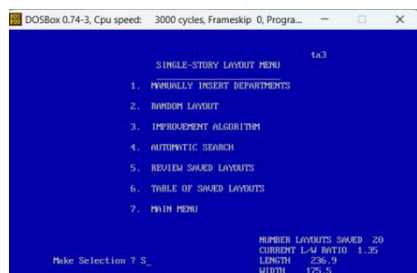 DOSBox 0.74-3, Cpu speed: 3000 cycles, Frameskip 0, Progra...
ta3
SINGLE-STORY LAYOUT MENU
1. MANUALLY INSERT DEPARTMENTS
2. RANDOM LAYOUT
3. IMPROVEMENT ALGORITHM
4. AUTOMATIC SEARCH
5. REVIEW SAVED LAYOUTS
6. TABLE OF SAVED LAYOUTS
7. MAIN MENU
NUMBER LAYOUTS SAVED 20
CURRENT L/W RATIO 1.35
Make Selection ? S_ LENGTH 236.9
WIDTH 175.5